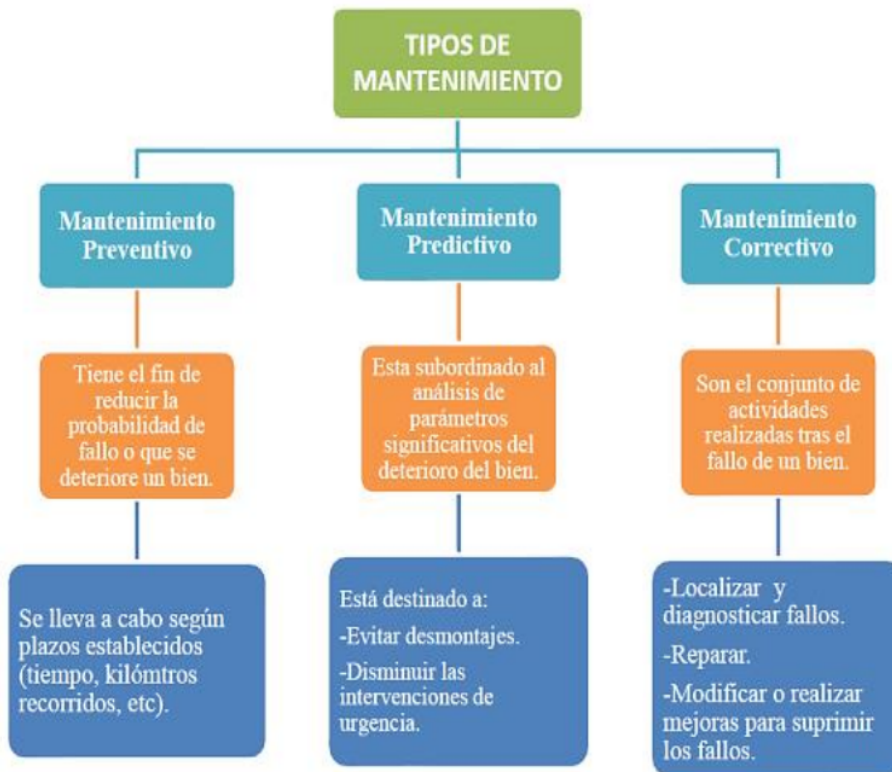 TIPOS DE
MANTENIMIENTO
Mantenimiento
Preventivo
Tiene el fin de
reducir la
probabilidad de
fallo o que se
deteriore un bien.
Se lleva a cabo según
plazos establecidos
(tiempo, kilómtros
recorridos, etc).
Mantenimiento
Predictivo
Esta subordinado al
análisis de
parámetros
significativos del
deterioro del bien.
Está destinado a:
-Evitar desmontajes.
-Disminuir las
intervenciones de
urgencia.
Mantenimiento
Correctivo
Son el conjunto de
actividades
realizadas tras el
fallo de un bien.
-Localizar y
diagnosticar fallos.
-Reparar.
-Modificar o realizar
mejoras para suprimir
los fallos.